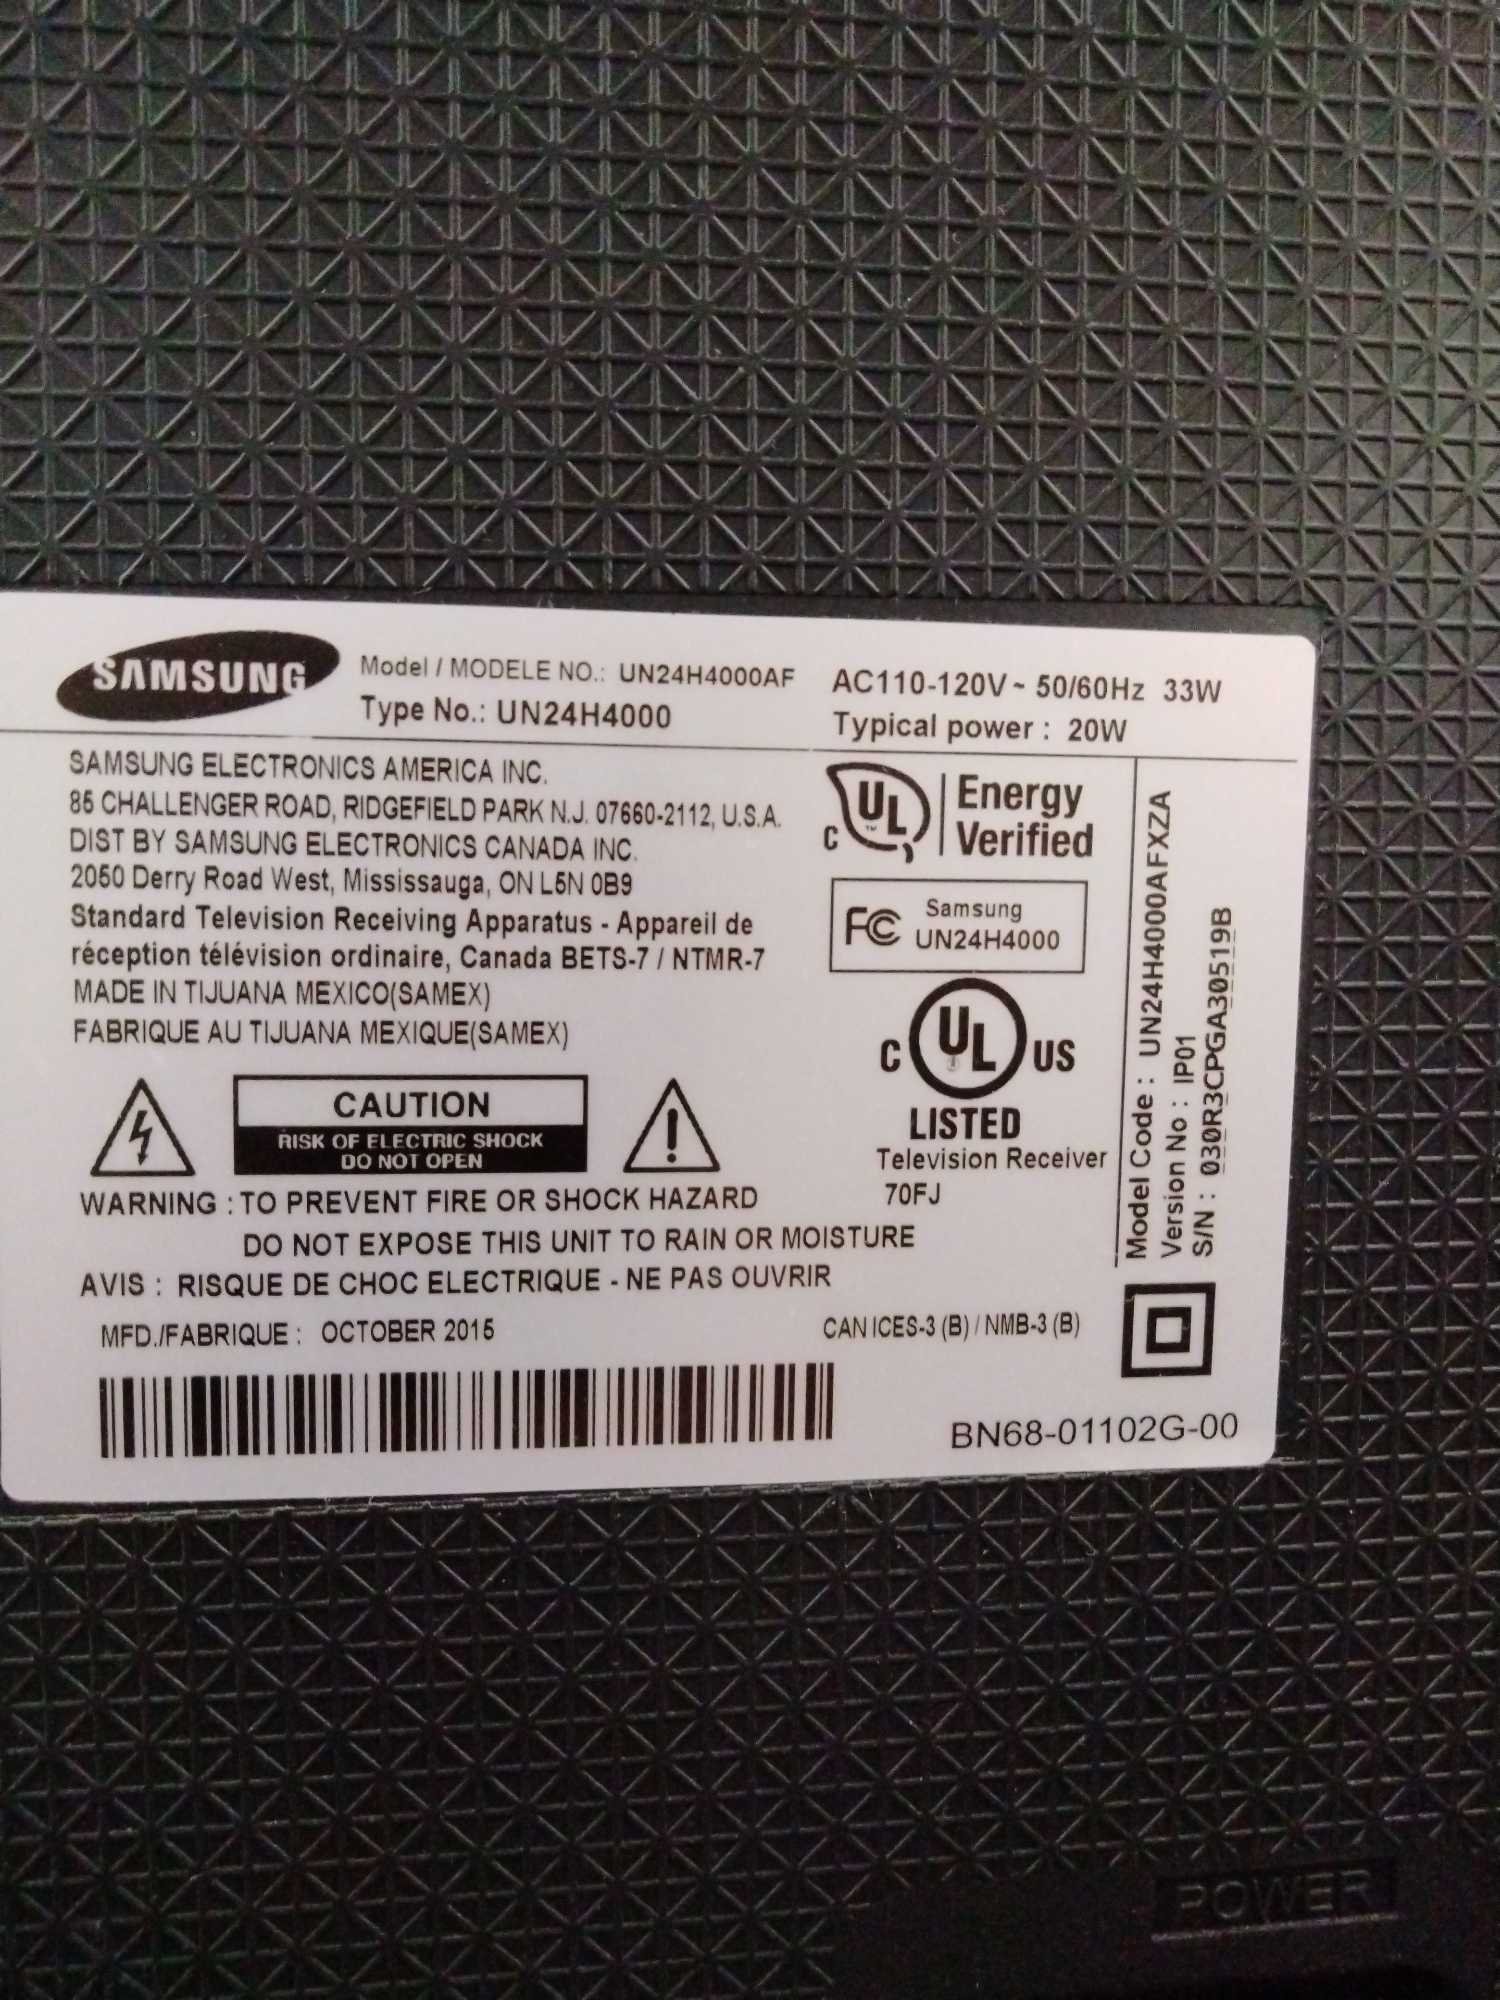 SAMSUNG
Model / MODELE NO.: UN24H4000AF
Type No.: UN24H4000
AC110-120V ~ 50/60Hz 33W
Typical power : 20W
SAMSUNG ELECTRONICS AMERICA INC.
85 CHALLENGER ROAD, RIDGEFIELD PARK N.J. 07660-2112, U.S.A.
DIST BY SAMSUNG ELECTRONICS CANADA INC.
2050 Derry Road West, Mississauga, ON L5N 0B9
Standard Television Receiving Apparatus - Appareil de
réception télévision ordinaire, Canada BETS-7 / NTMR-7
MADE IN TIJUANA MEXICO(SAMEX)
FABRIQUE AU TIJUANA MEXIQUE(SAMEX)
CAUTION
RISK OF ELECTRIC SHOCK
DO NOT OPEN
WARNING : TO PREVENT FIRE OR SHOCK HAZARD
DO NOT EXPOSE THIS UNIT TO RAIN OR MOISTURE
AVIS : RISQUE DE CHOC ELECTRIQUE - NE PAS OUVRIR
MFD./FABRIQUE : OCTOBER 2015
C UL ™ Energy
Verified
FC Samsung
UN24H4000
C UL US
LISTED
Television Receiver
70FJ
CAN ICES-3 (B) / NMB-3 (B)
Model Code : UN24H4000AFXZA
Version No : IP01
S/N : 030R3CPGA30519B
BN68-01102G-00
POWER